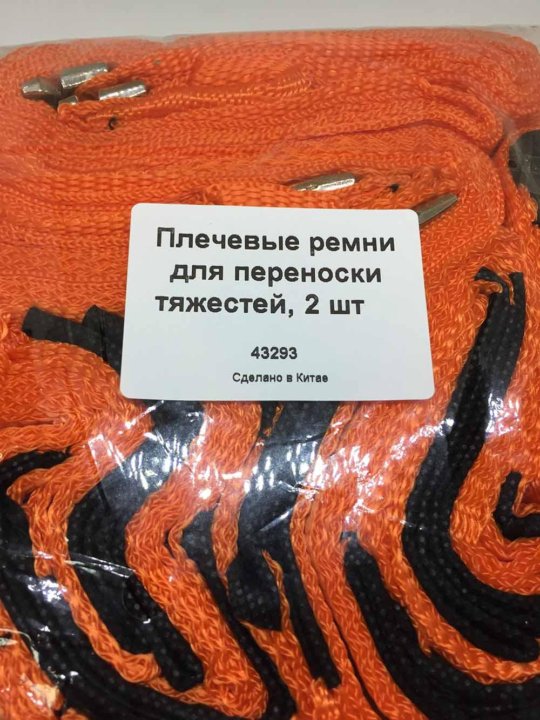 Плечевые ремни
для переноски
тяжестей, 2 шт
43293
Сделано в Китае